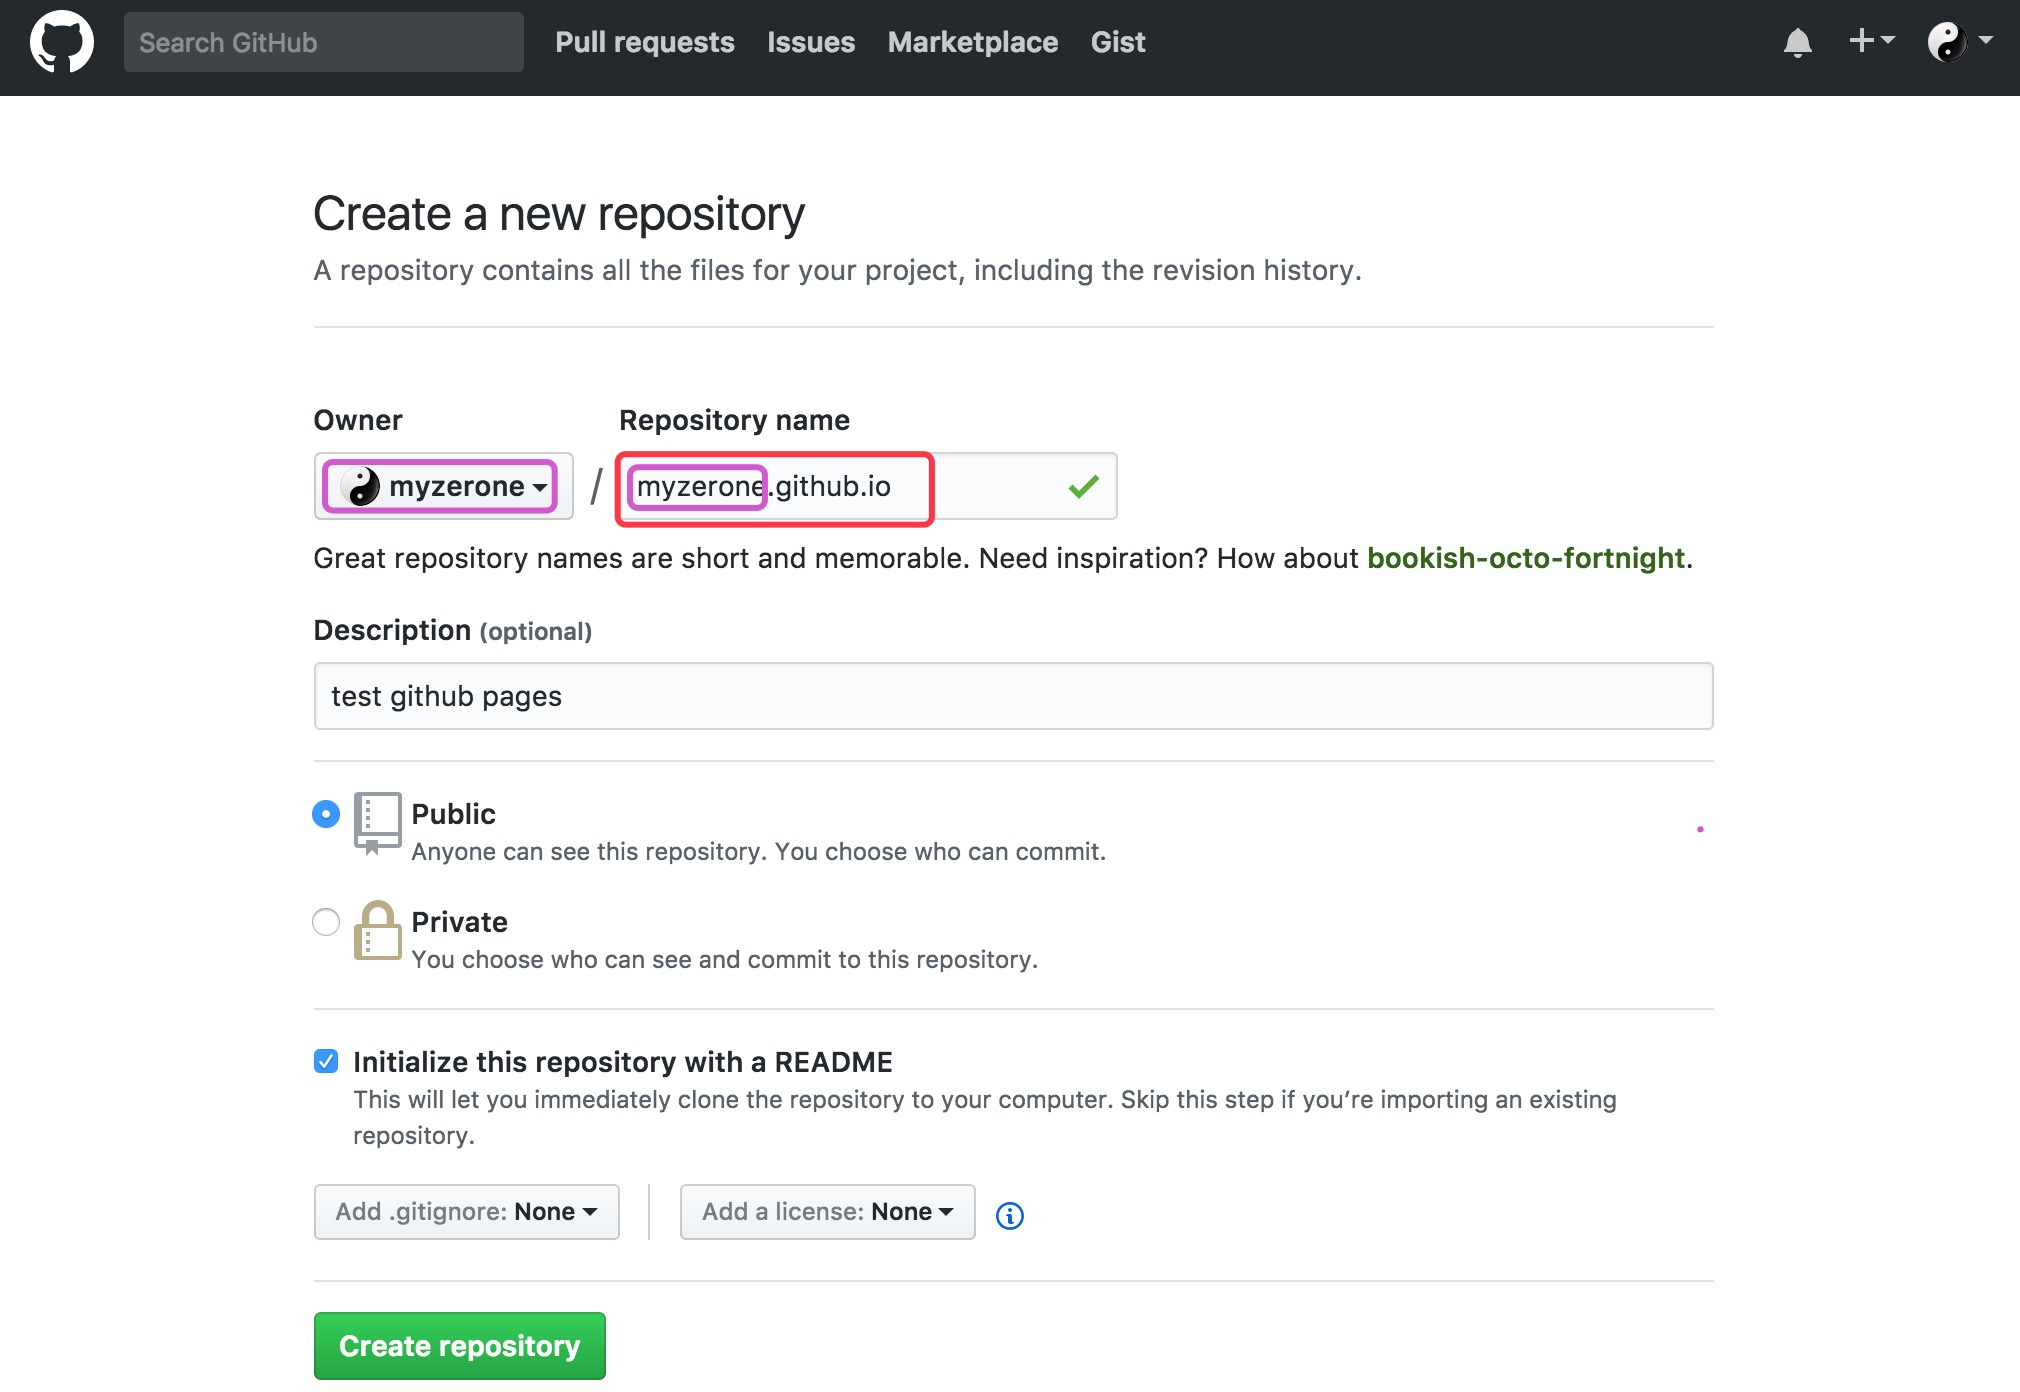 Search GitHub Pull requests Issues Marketplace Gist
Create a new repository
A repository contains all the files for your project, including the revision history.
Owner Repository name
myzerone / myzerone.github.io
Great repository names are short and memorable. Need inspiration? How about bookish-octo-fortnight.
Description (optional)
test github pages
Public
Anyone can see this repository. You choose who can commit.
Private
You choose who can see and commit to this repository.
Initialize this repository with a README
This will let you immediately clone the repository to your computer. Skip this step if you’re importing an existing
repository.
Add .gitignore: None Add a license: None
Create repository